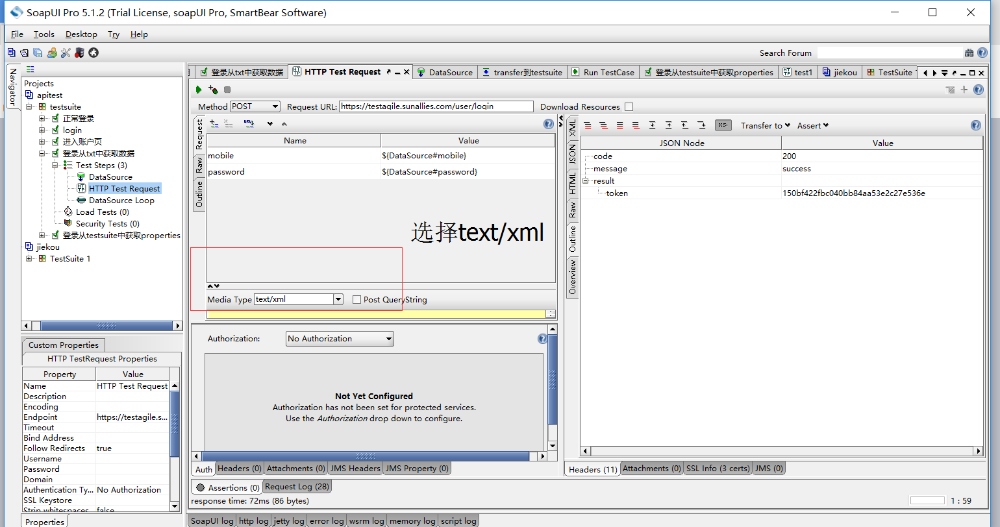 SoapUI Pro 5.1.2 (Trial License, soapUI Pro, SmartBear Software)
File Tools Desktop Try Help
Search Forum
Navigator
Projects
apitest
testsuite
正常登录
login
进入账户页
登录从txt中获取数据
Test Steps (3)
DataSource
HTTP Test Request
DataSource Loop
Load Tests (0)
Security Tests (0)
登录从testsuite中获取properties
jiekou
TestSuite 1
Custom Properties
HTTP TestRequest Properties
Property Value
Name HTTP Test Request
Description
Encoding
Endpoint https://testagile.s...
Timeout
Bind Address
Follow Redirects true
Username
Password
Domain
Authentication Ty... No Authorization
SSL Keystore
Strip whitespaces false
Properties
登录从txt中获取数据 HTTP Test Request DataSource transfer到testsuite Run TestCase 登录从testsuite中获取properties test1 jiekou TestSuite
Method POST Request URL: https://testagile.sunallies.com/user/login Download Resources
Request
Raw
Outline
Name Value
mobile ${DataSource#mobile}
password ${DataSource#password}
选择text/xml
Media Type text/xml Post QueryString
Authorization: No Authorization
Not Yet Configured
Authorization has not been set for protected services.
Use the Authorization drop down to configure.
Auth Headers (0) Attachments (0) JMS Headers JMS Property (0)
XML
JSON
HTML
Raw
Outline
Overview
XS: Transfer to Assert
JSON Node Value
code 200
message success
result
token 150bf422fbc040bb84aa53e2c27e536e
Headers (11) Attachments (0) SSL Info (3 certs) JMS (0)
Assertions (0) Request Log (28)
response time: 72ms (86 bytes)
1 : 59
SoapUI log http log jetty log error log wsrm log memory log script log